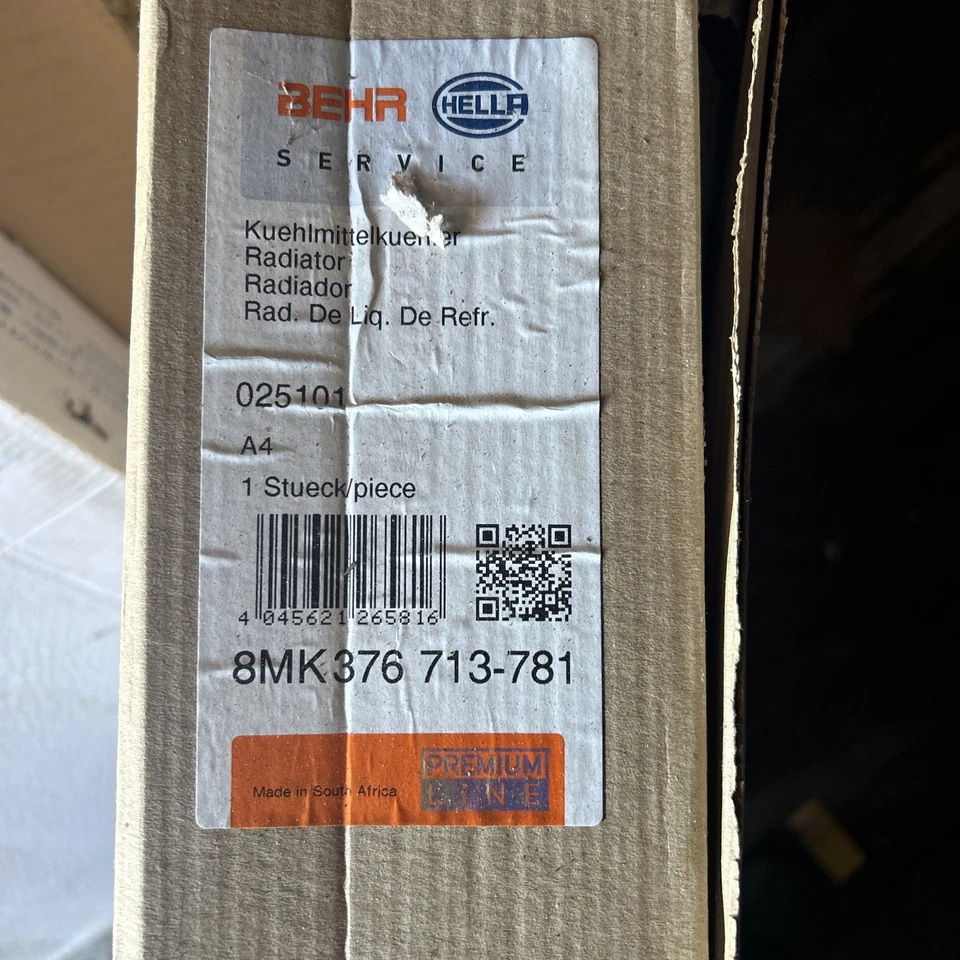 BEHR HELLA
SERVICE
Radiator
Radiador
Rad. De Liq. De Refr.
025101
A4
1 Stueck/piece
4 045621 265816
8MK 376 713-781
Made in South Africa
PREMIUM
LINE